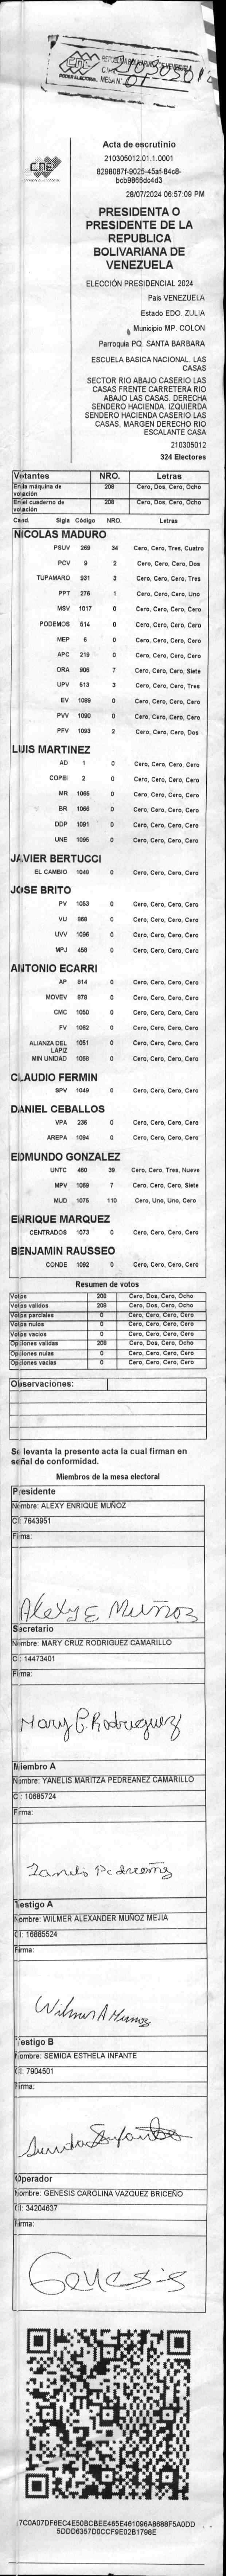 CNE
PODER ELECTORAL
REPUBLICA BOLIVARIANA DE VENEZUELA
MESA N° 01
210305012
CNE
Acta de escrutinio
210305012.01.1.0001
8298087f-9025-45af-84c8-
bcb9865dc4d3
28/07/2024 06:57:09 PM
PRESIDENTA O
PRESIDENTE DE LA
REPUBLICA
BOLIVARIANA DE
VENEZUELA
ELECCIÓN PRESIDENCIAL 2024
Pais VENEZUELA
Estado EDO. ZULIA
Municipio MP. COLON
Parroquia PQ. SANTA BARBARA
ESCUELA BASICA NACIONAL. LAS
CASAS
SECTOR RIO ABAJO CASERIO LAS
CASAS FRENTE CARRETERA RIO
ABAJO LAS CASAS. DERECHA
SENDERO HACIENDA. IZQUIERDA
SENDERO HACIENDA CASERIO LAS
CASAS, MARGEN DERECHO RIO
ESCALANTE CASA
210305012
324 Electores
Votantes NRO. Letras
En la máquina de votación 208 Cero, Dos, Cero, Ocho
En el cuaderno de votación 208 Cero, Dos, Cero, Ocho
Cand. Sigla Código NRO. Letras
NICOLAS MADURO
PSUV 269 34 Cero, Cero, Tres, Cuatro
PCV 9 2 Cero, Cero, Cero, Dos
TUPAMARO 931 3 Cero, Cero, Cero, Tres
PPT 276 1 Cero, Cero, Cero, Uno
MSV 1017 0 Cero, Cero, Cero, Cero
PODEMOS 514 0 Cero, Cero, Cero, Cero
MEP 6 0 Cero, Cero, Cero, Cero
APC 219 0 Cero, Cero, Cero, Cero
ORA 906 7 Cero, Cero, Cero, Siete
UPV 513 3 Cero, Cero, Cero, Tres
EV 1089 0 Cero, Cero, Cero, Cero
PVV 1090 0 Cero, Cero, Cero, Cero
PFV 1093 2 Cero, Cero, Cero, Dos
LUIS MARTINEZ
AD 1 0 Cero, Cero, Cero, Cero
COPEI 2 0 Cero, Cero, Cero, Cero
MR 1065 0 Cero, Cero, Cero, Cero
BR 1066 0 Cero, Cero, Cero, Cero
DDP 1091 0 Cero, Cero, Cero, Cero
UNE 1095 0 Cero, Cero, Cero, Cero
JAVIER BERTUCCI
EL CAMBIO 1048 0 Cero, Cero, Cero, Cero
JOSE BRITO
PV 1053 0 Cero, Cero, Cero, Cero
VU 868 0 Cero, Cero, Cero, Cero
UVV 1096 0 Cero, Cero, Cero, Cero
MPJ 458 0 Cero, Cero, Cero, Cero
ANTONIO ECARRI
AP 914 0 Cero, Cero, Cero, Cero
MOVEV 878 0 Cero, Cero, Cero, Cero
CMC 1050 0 Cero, Cero, Cero, Cero
FV 1062 0 Cero, Cero, Cero, Cero
ALIANZA DEL LAPIZ 1051 0 Cero, Cero, Cero, Cero
MIN UNIDAD 1058 0 Cero, Cero, Cero, Cero
CLAUDIO FERMIN
SPV 1049 0 Cero, Cero, Cero, Cero
DANIEL CEBALLOS
VPA 236 0 Cero, Cero, Cero, Cero
AREPA 1094 0 Cero, Cero, Cero, Cero
EDMUNDO GONZALEZ
UNTC 460 39 Cero, Cero, Tres, Nueve
MPV 1069 7 Cero, Cero, Cero, Siete
MUD 1075 110 Cero, Uno, Uno, Cero
ENRIQUE MARQUEZ
CENTRADOS 1073 0 Cero, Cero, Cero, Cero
BENJAMIN RAUSSEO
CONDE 1092 0 Cero, Cero, Cero, Cero
Resumen de votos
Votos 208 Cero, Dos, Cero, Ocho
Votos validos 208 Cero, Dos, Cero, Ocho
Votos parciales 0 Cero, Cero, Cero, Cero
Votos nulos 0 Cero, Cero, Cero, Cero
Votos vacíos 0 Cero, Cero, Cero, Cero
Opciones validas 208 Cero, Dos, Cero, Ocho
Opciones nulas 0 Cero, Cero, Cero, Cero
Opciones vacias 0 Cero, Cero, Cero, Cero
Observaciones:
Se levanta la presente acta la cual firman en
señal de conformidad.
Miembros de la mesa electoral
Presidente
Nombre: ALEXY ENRIQUE MUÑOZ
CI: 7643951
Firma:
Alexy E Muñoz
Secretario
Nombre: MARY CRUZ RODRIGUEZ CAMARILLO
CI: 14473401
Firma:
Mary C. Rodriguez
Miembro A
Nombre: YANELIS MARITZA PEDREAÑEZ CAMARILLO
CI: 10685724
Firma:
Testigo A
Nombre: WILMER ALEXANDER MUÑOZ MEJIA
CI: 16885524
Firma:
Wilmer A Munoz
Testigo B
Nombre: SEMIDA ESTHELA INFANTE
CI: 7904501
Firma:
Operador
Nombre: GENESIS CAROLINA VAZQUEZ BRICEÑO
CI: 34204637
Firma:
Genesis
7C0A07DF6EC4E50BCBEE465E461096A8688F5A0DD
5DDD6357D0CCF9E02B1798E